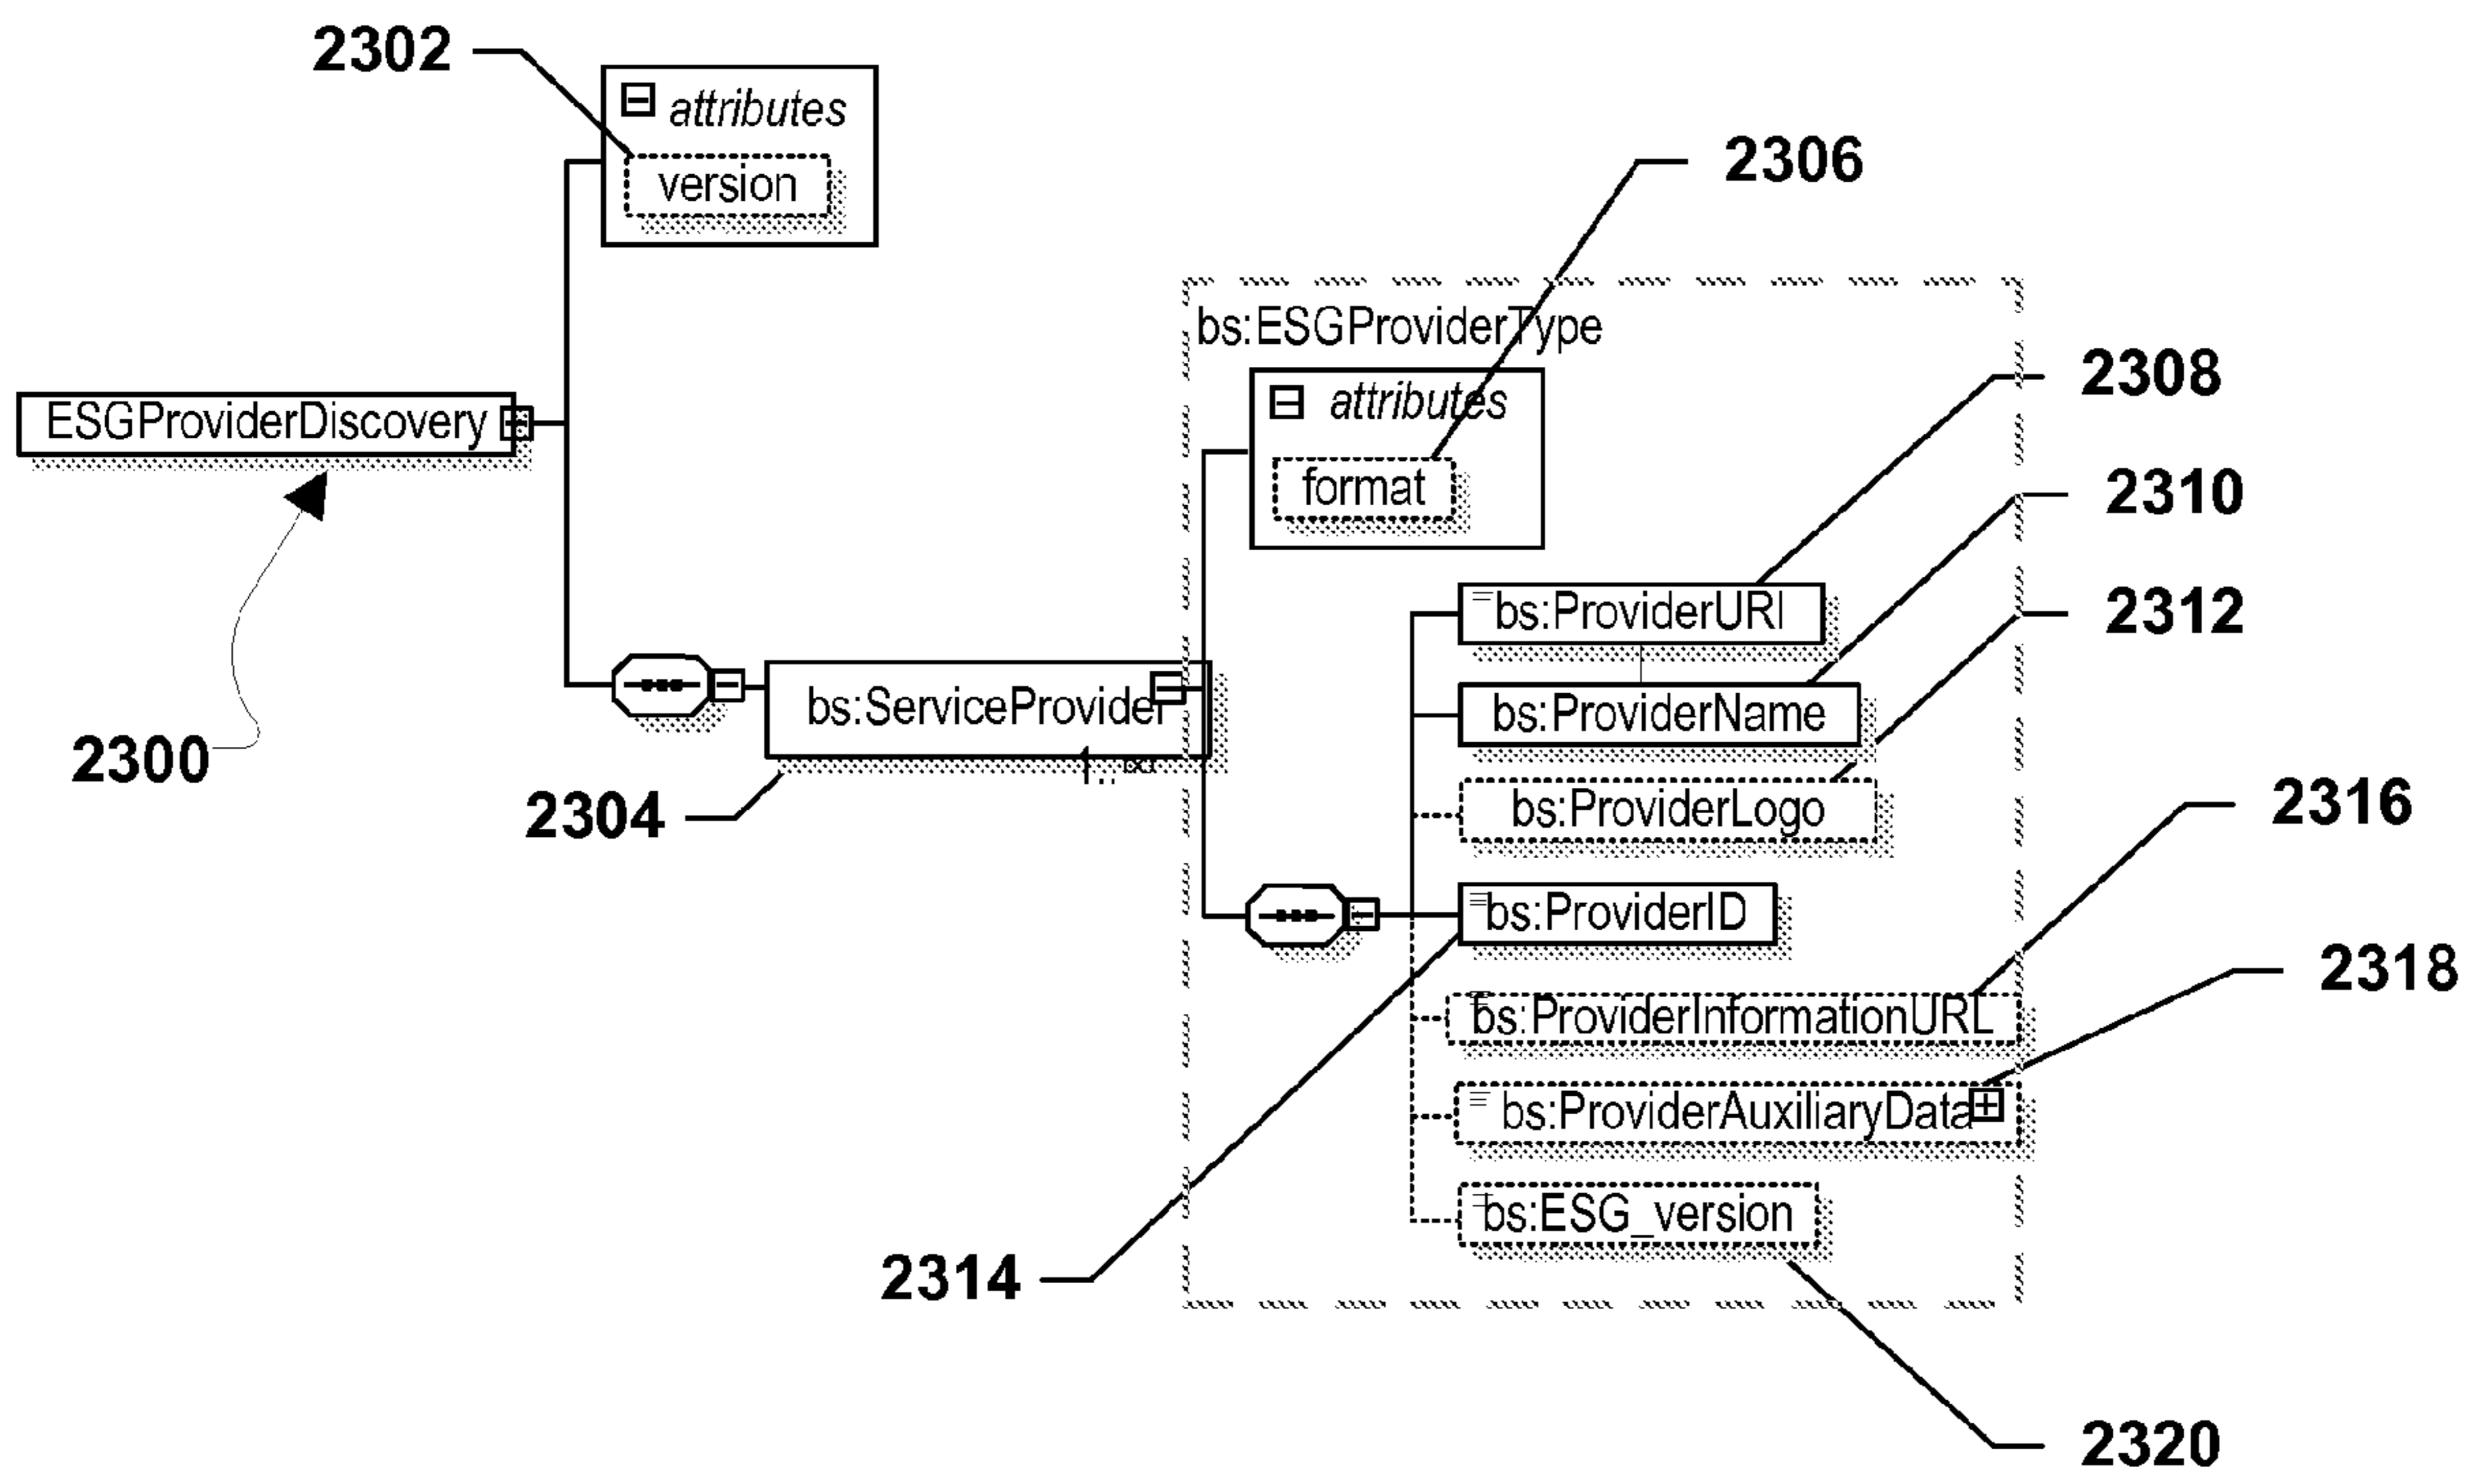 2302
attributes
version
2306
bs:ESGProviderType
2308
attributes
ESGProviderDiscovery
format
2310
bs:ProviderURI
2312
bs:ServiceProvider
bs:ProviderName
1..∞
2300
2304
bs:ProviderLogo
2316
bs:ProviderID
2318
bs:ProviderInformationURL
bs:ProviderAuxiliaryData
bs:ESG_version
2314
2320